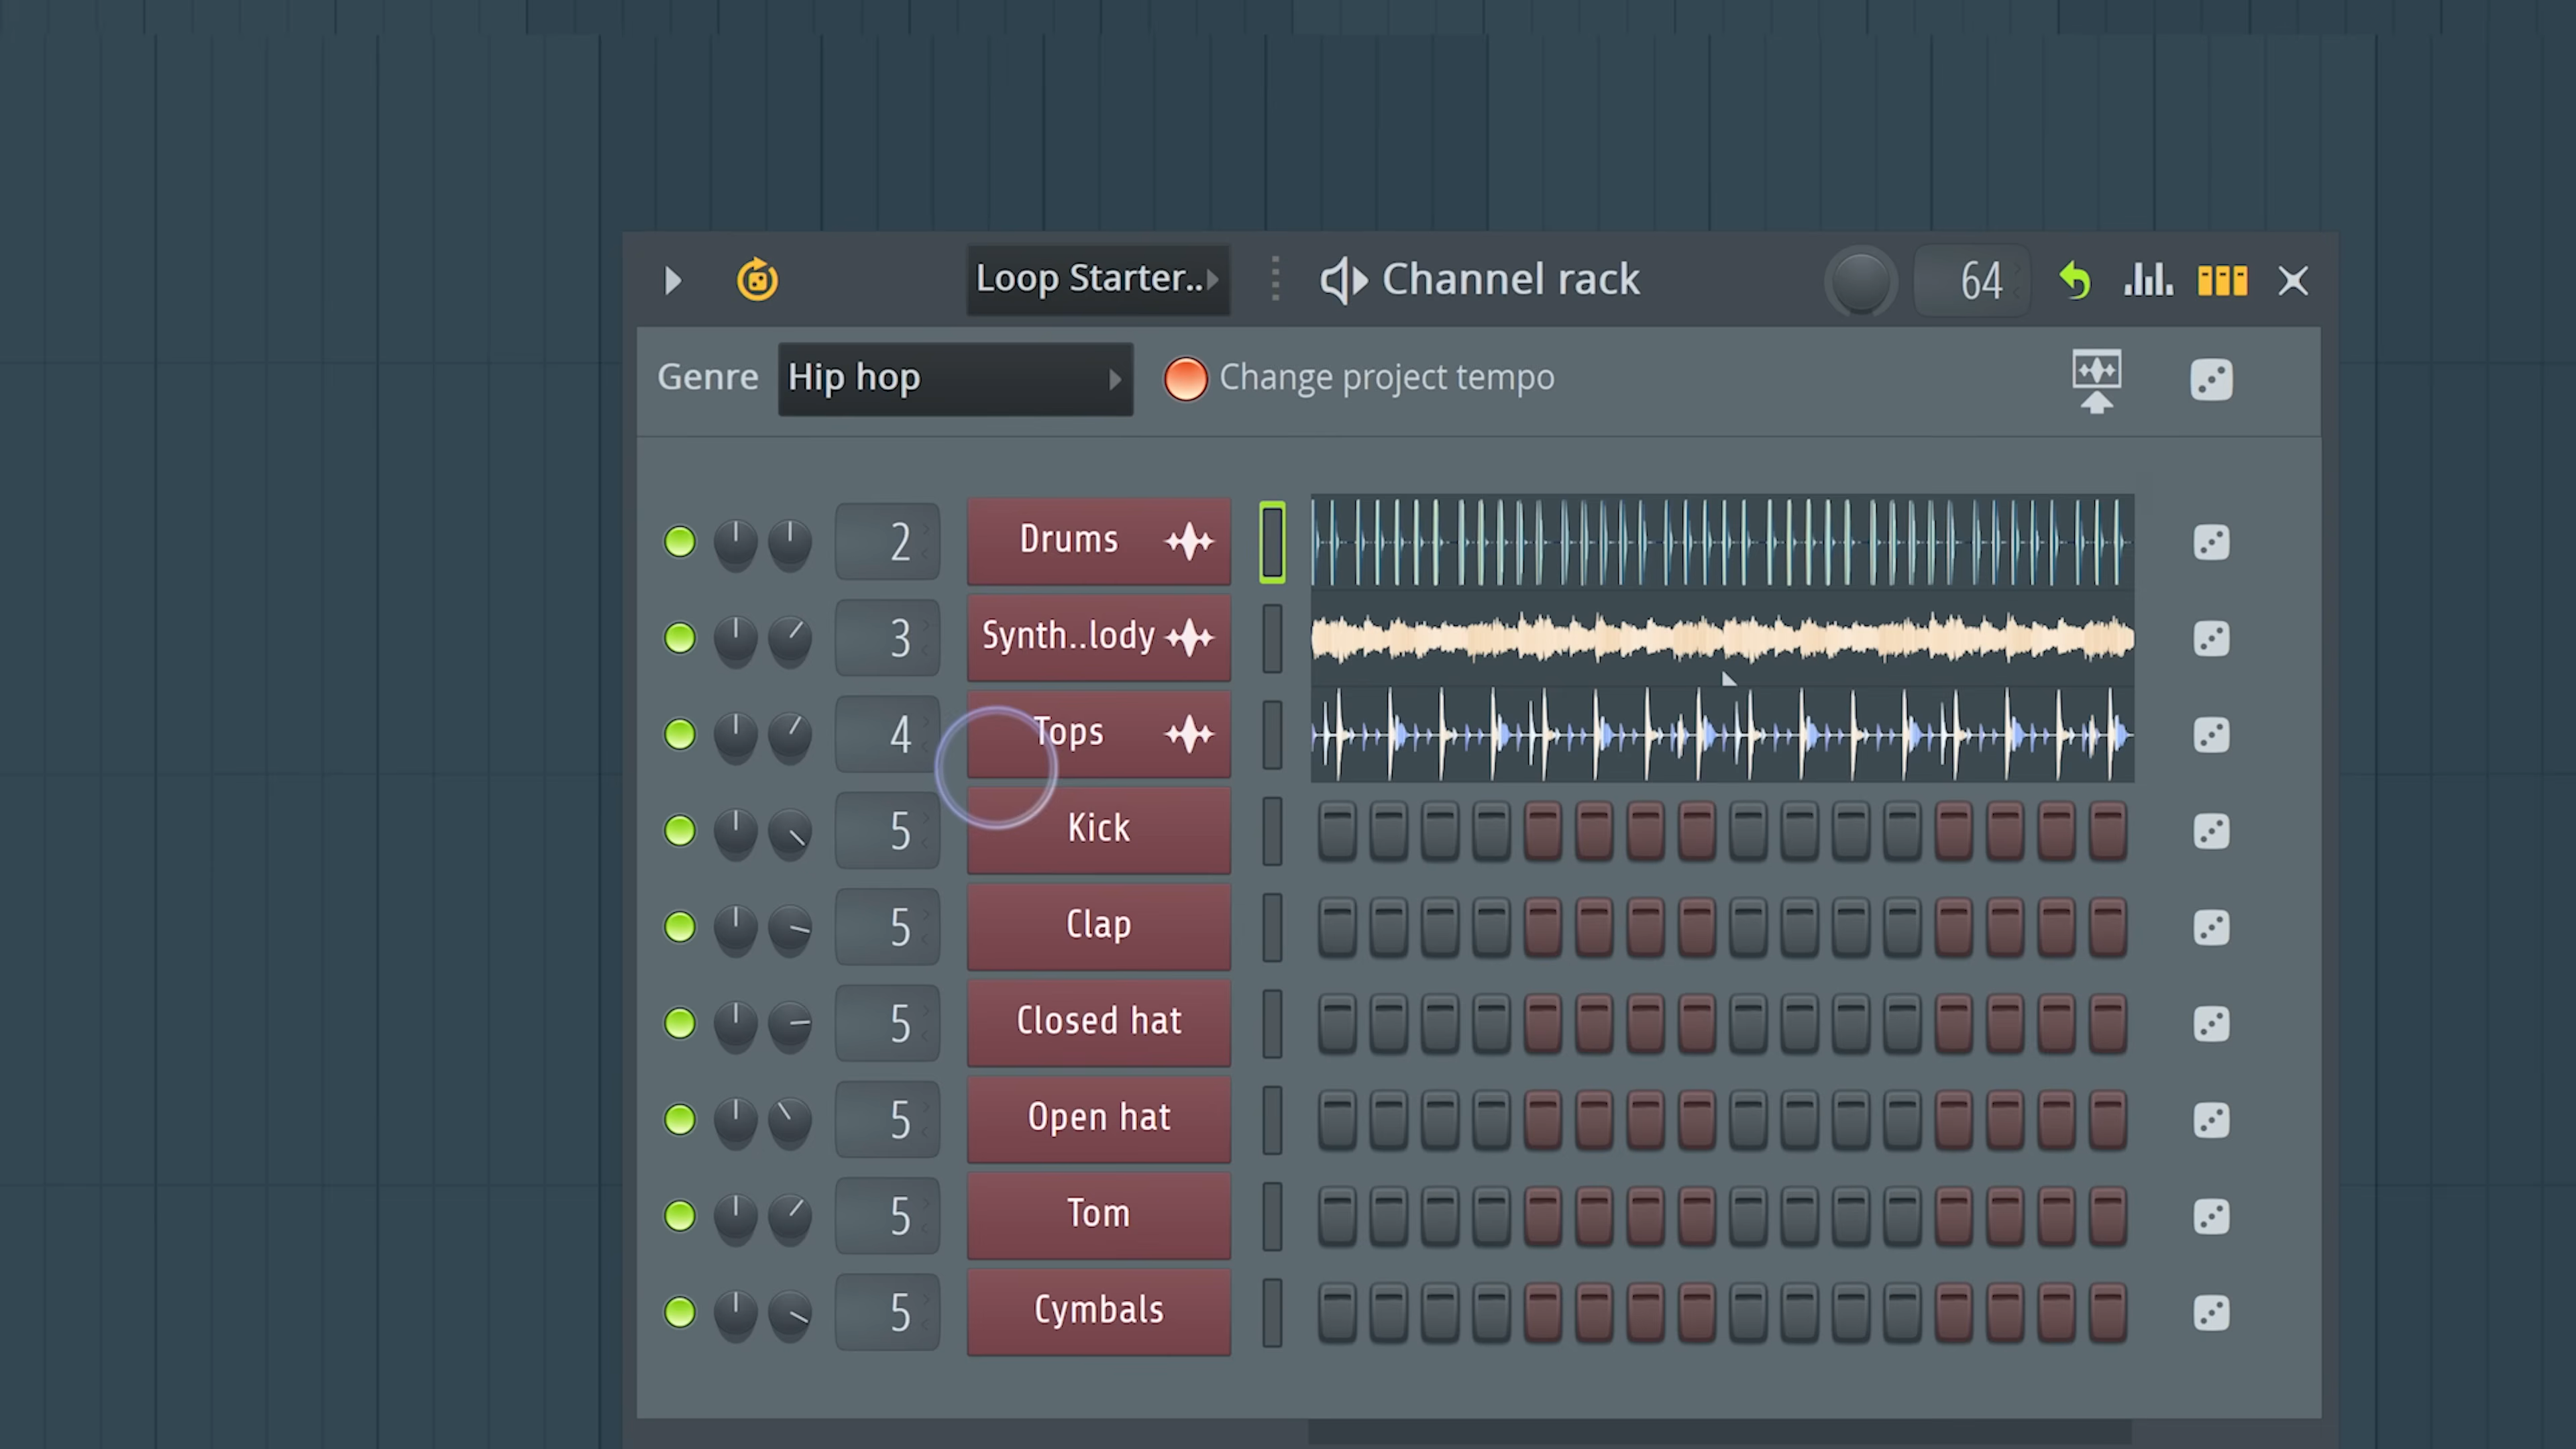 Loop Starter.. Channel rack 64
Genre Hip hop Change project tempo
2 Drums
3 Synth..lody
4 Tops
5 Kick
5 Clap
5 Closed hat
5 Open hat
5 Tom
5 Cymbals